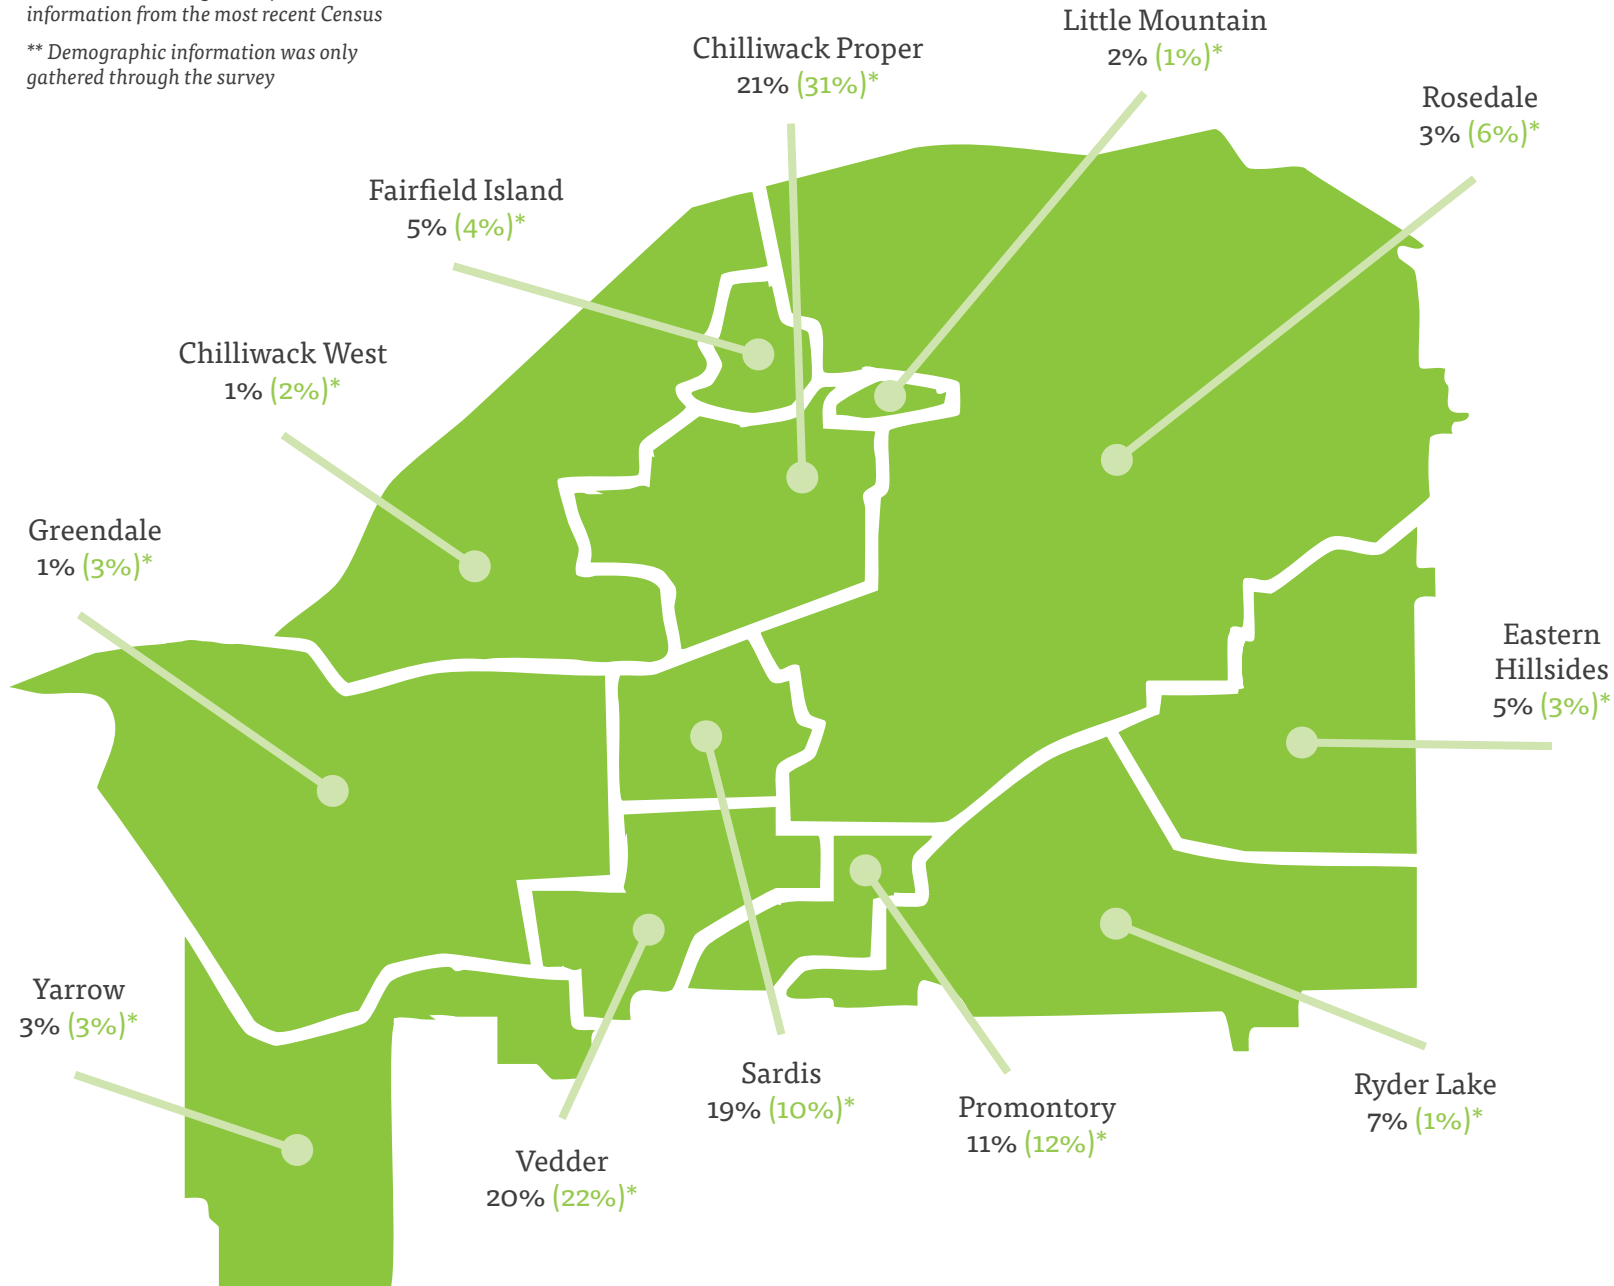 information from the most recent Census
** Demographic information was only
gathered through the survey
Little Mountain
2% (1%)*
Chilliwack Proper
21% (31%)*
Rosedale
3% (6%)*
Fairfield Island
5% (4%)*
Chilliwack West
1% (2%)*
Greendale
1% (3%)*
Eastern
Hillsides
5% (3%)*
Yarrow
3% (3%)*
Sardis
19% (10%)*
Promontory
11% (12%)*
Ryder Lake
7% (1%)*
Vedder
20% (22%)*